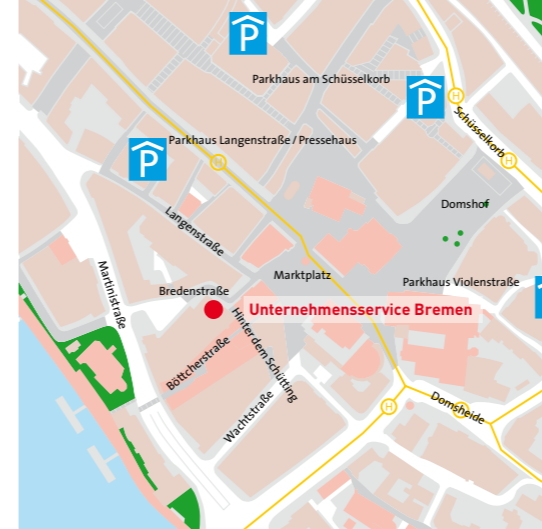 P
Parkhaus am Schüsselkorb
P
H
Schüsselkorb
Parkhaus Langenstraße / Pressehaus
P
H
H
Domshof
Langenstraße
Martinistraße
Marktplatz
Parkhaus Violenstraße
Bredenstraße
Unternehmensservice Bremen
Hinter dem Schütting
Böttcherstraße
Wachtstraße
H
Domsheide
H